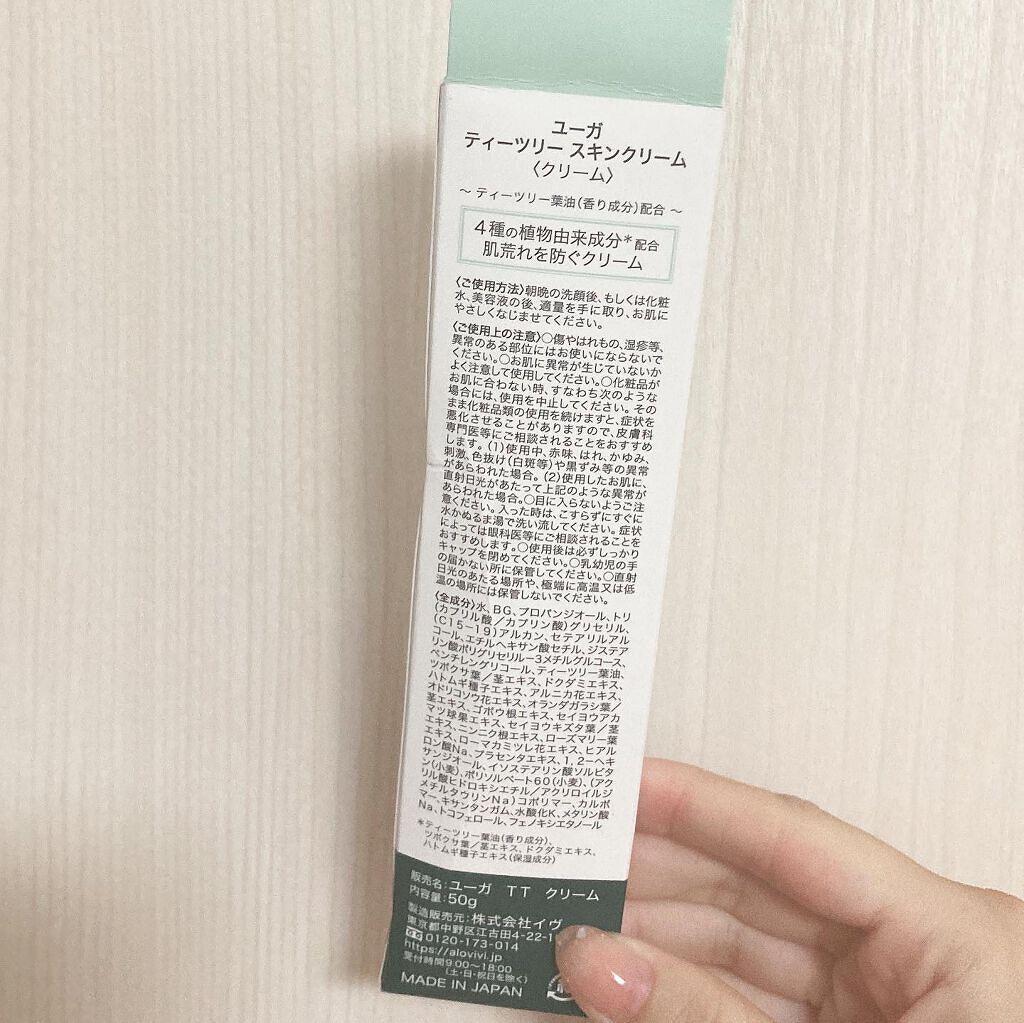 ユーガ
ティーツリー スキンクリーム
〈クリーム〉
～ ティーツリー葉油(香り成分)配合 ～
4種の植物由来成分*配合
肌荒れを防ぐクリーム
〈ご使用方法〉朝晩の洗顔後、もしくは化粧
水、美容液の後、適量を手に取り、お肌に
やさしくなじませてください。
〈ご使用上の注意〉○傷やはれもの、湿疹等、
異常のある部位にはお使いにならないで
ください。○お肌に異常が生じていないか
よく注意して使用してください。○化粧品が
お肌に合わない時、すなわち次のような
場合には、使用を中止してください。その
まま化粧品類の使用を続けますと、症状を
悪化させることがありますので、皮膚科
専門医等にご相談されることをおすすめ
します。(1)使用中、赤味、はれ、かゆみ、
刺激、色抜け(白斑等)や黒ずみ等の異常
があらわれた場合。(2)使用したお肌に、
直射日光があたって上記のような異常が
あらわれた場合。○目に入らないようご注
意ください。入った時は、こすらずにすぐに
水かぬるま湯で洗い流してください。症状
によっては眼科医等にご相談されることを
おすすめします。○使用後は必ずしっかり
キャップを閉めてください。○乳幼児の手
の届かない所に保管してください。○直射
日光のあたる場所や、極端に高温又は低
温の場所には保管しないでください。
〈全成分〉水、BG、プロパンジオール、トリ
(カプリル酸/カプリン酸)グリセリル、
(C15-19)アルカン、セテアリルアル
コール、エチルヘキサン酸セチル、ジステア
リン酸ポリグリセリル-3メチルグルコース、
ペンチレングリコール、ティーツリー葉油、
ツボクサ葉/茎エキス、ドクダミエキス、
ハトムギ種子エキス、アルニカ花エキス、
オドリコソウ花エキス、オランダガラシ葉/
茎エキス、ゴボウ根エキス、セイヨウアカ
マツ球果エキス、セイヨウキズタ葉/茎
エキス、ニンニク根エキス、ローズマリー葉
エキス、ローマカミツレ花エキス、ヒアル
ロン酸Na、プラセンタエキス、1,2-ヘキ
サンジオール、イソステアリン酸ソルビタ
ン(小麦)、ポリソルベート60(小麦)、(アク
リル酸ヒドロキシエチル/アクリロイルジ
メチルタウリンNa)コポリマー、カルボ
マー、キサンタンガム、水酸化K、メタリン酸
Na、トコフェロール、フェノキシエタノール
*ティーツリー葉油(香り成分)、
ツボクサ葉/茎エキス、ドクダミエキス、
ハトムギ種子エキス(保湿成分)
販売名:ユーガ TT クリーム
内容量:50g
製造販売元:株式会社イヴ
東京都中野区江古田4-22-1
0120-173-014
https://alovivi.jp
受付時間9:00~18:00
(土・日・祝日を除く)
MADE IN JAPAN